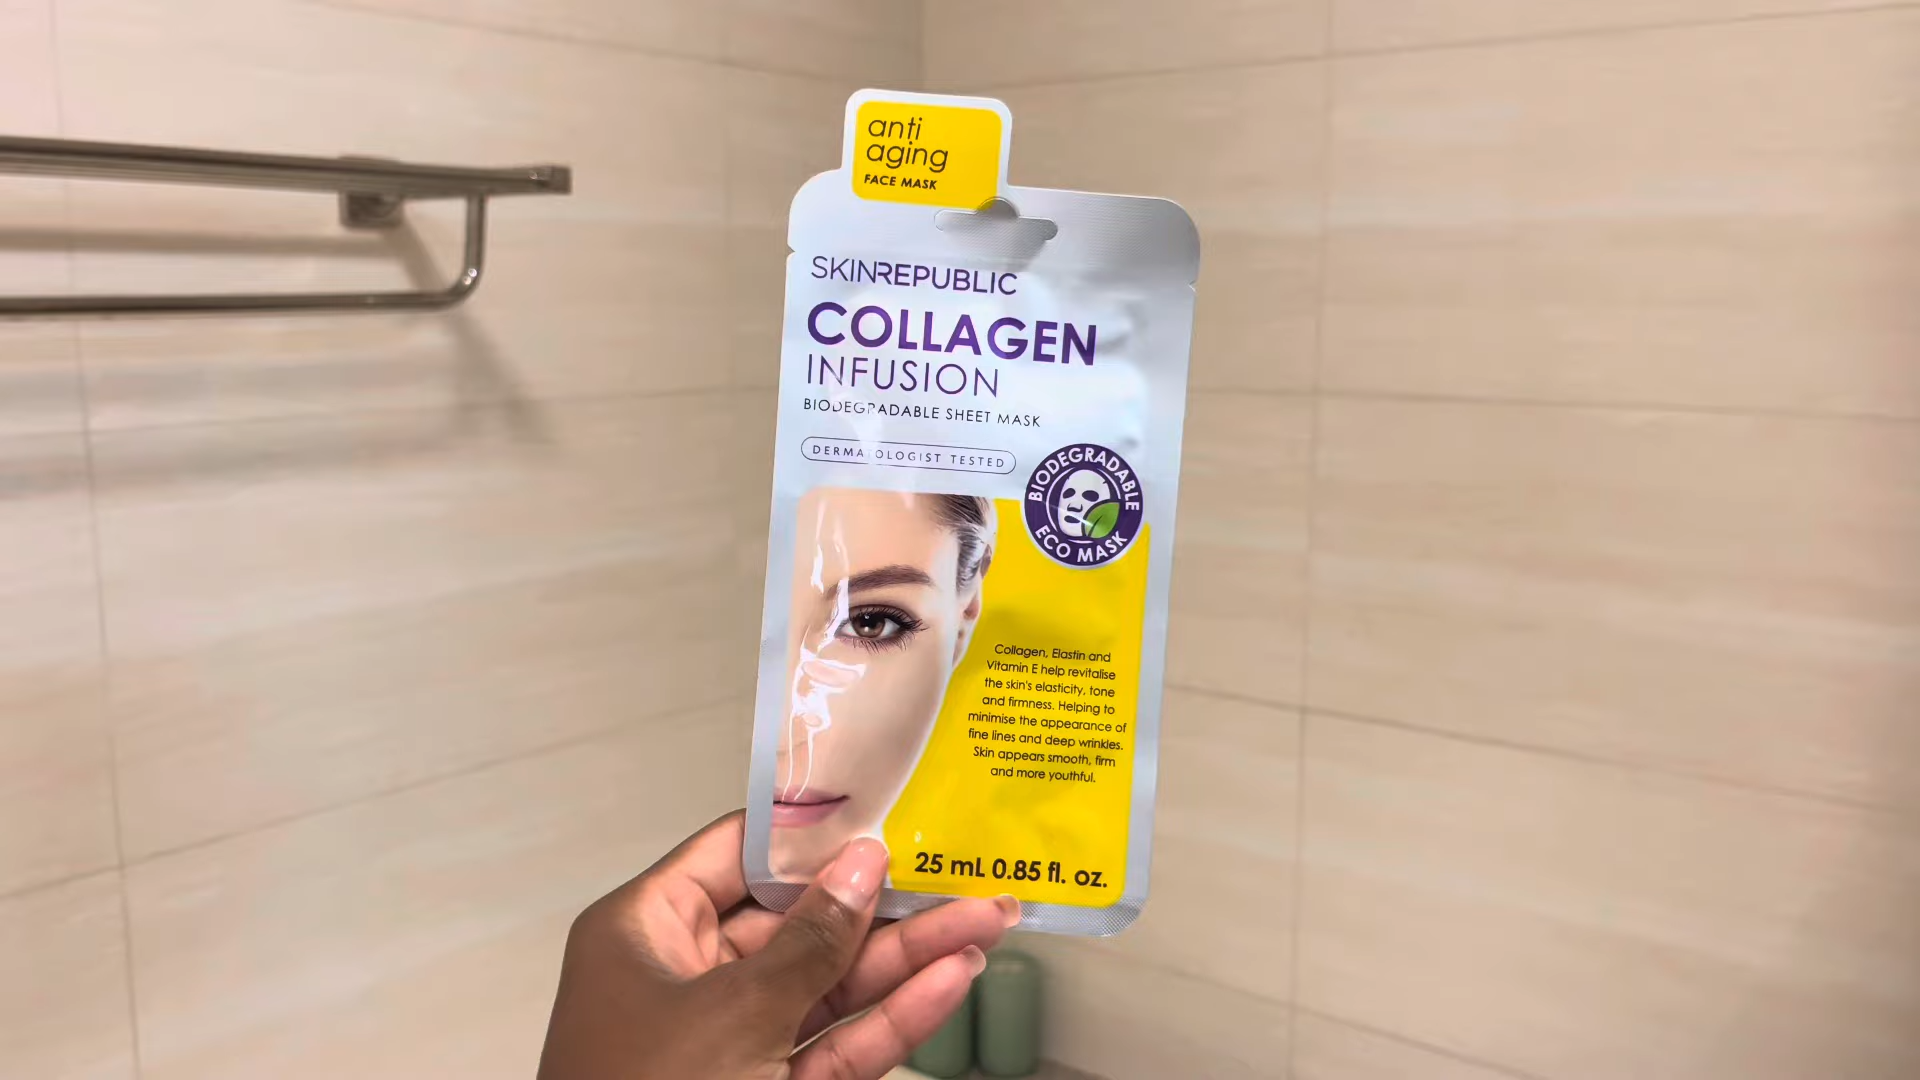 anti
aging
FACE MASK
SKINREPUBLIC
COLLAGEN
INFUSION
BIODEGRADABLE SHEET MASK
DERMATOLOGIST TESTED
BIODEGRADABLE
ECO MASK
Collagen, Elastin and
Vitamin E help revitalise
the skin's elasticity, tone
and firmness. Helping to
minimise the appearance of
fine lines and deep wrinkles.
Skin appears smooth, firm
and more youthful.
25 mL 0.85 fl. oz.